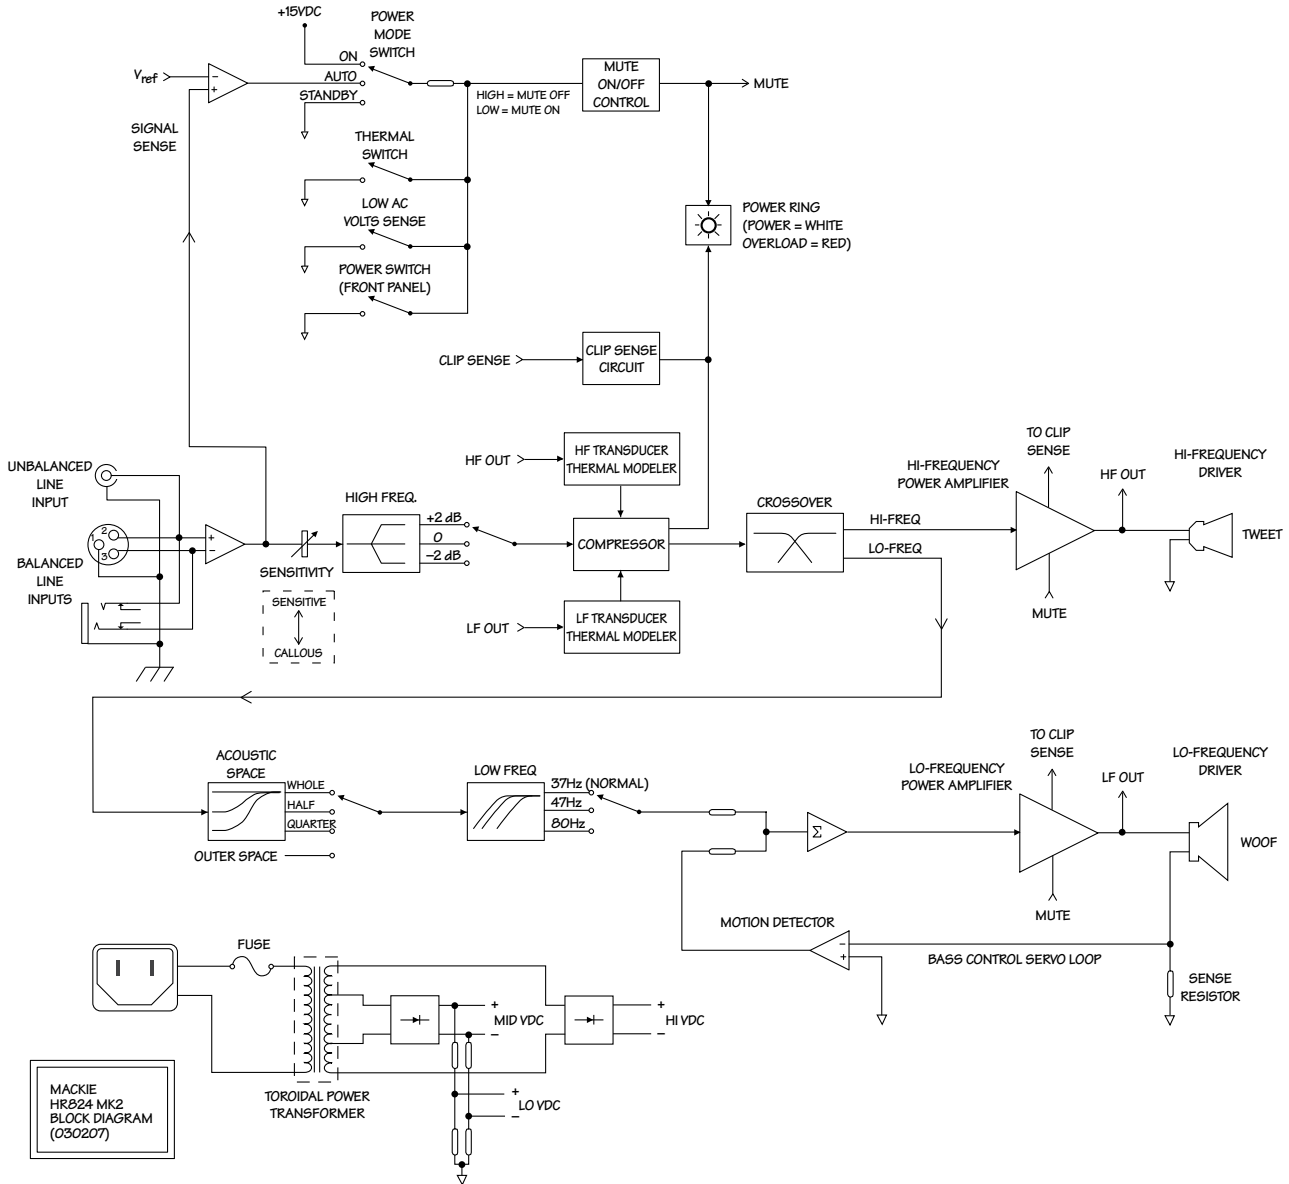 +15VDC
POWER
MODE
SWITCH
ON
AUTO
STANDBY
Vref
−
+
SIGNAL
SENSE
HIGH = MUTE OFF
LOW = MUTE ON
MUTE
ON/OFF
CONTROL
MUTE
THERMAL
SWITCH
LOW AC
VOLTS SENSE
POWER SWITCH
(FRONT PANEL)
POWER RING
(POWER = WHITE
OVERLOAD = RED)
CLIP SENSE
CLIP SENSE
CIRCUIT
UNBALANCED
LINE
INPUT
1
2
3
BALANCED
LINE
INPUTS
+
−
SENSITIVITY
SENSITIVE
CALLOUS
HIGH FREQ.
+2 dB
0
−2 dB
HF OUT
HF TRANSDUCER
THERMAL MODELER
COMPRESSOR
LF OUT
LF TRANSDUCER
THERMAL MODELER
CROSSOVER
HI-FREQ
LO-FREQ
HI-FREQUENCY
POWER AMPLIFIER
TO CLIP
SENSE
HF OUT
MUTE
HI-FREQUENCY
DRIVER
TWEET
ACOUSTIC
SPACE
WHOLE
HALF
QUARTER
OUTER SPACE
LOW FREQ
37Hz (NORMAL)
47Hz
80Hz
Σ
LO-FREQUENCY
POWER AMPLIFIER
TO CLIP
SENSE
LF OUT
MUTE
LO-FREQUENCY
DRIVER
WOOF
MOTION DETECTOR
−
+
BASS CONTROL SERVO LOOP
SENSE
RESISTOR
FUSE
TOROIDAL POWER
TRANSFORMER
+
MID VDC
−
+
HI VDC
−
+
LO VDC
−
MACKIE
HR824 MK2
BLOCK DIAGRAM
(030207)